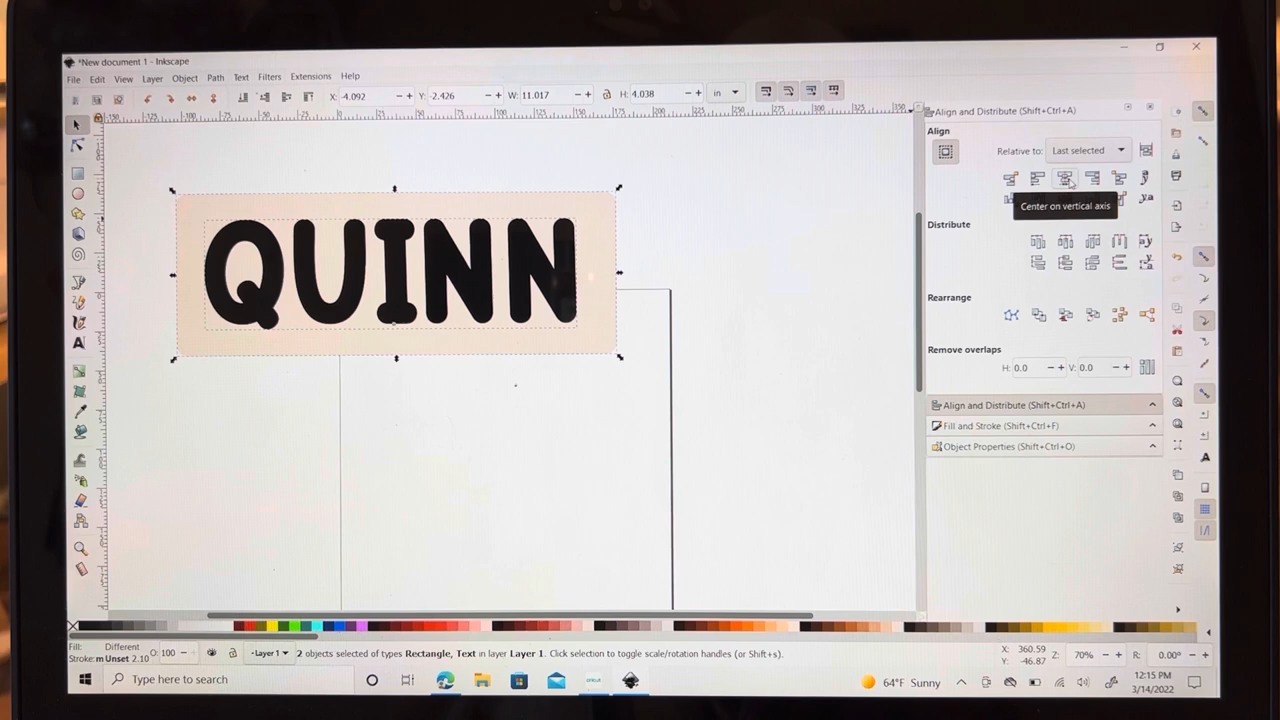 *New document 1 - Inkscape
File Edit View Layer Object Path Text Filters Extensions Help
X: -4.092 − + Y: -2.426 − + W: 11.017 − + H: 4.038 − + in
Align and Distribute (Shift+Ctrl+A)
Align
Relative to: Last selected
Center on vertical axis
QUINN
Distribute
Rearrange
Remove overlaps
H: 0.0 − + V: 0.0 − +
Align and Distribute (Shift+Ctrl+A)
Fill and Stroke (Shift+Ctrl+F)
Object Properties (Shift+Ctrl+O)
Fill: Different O: 100 − + Layer 1 2 objects selected of types Rectangle, Text in layer Layer 1. Click selection to toggle scale/rotation handles (or Shift+s). X: 360.59 Z: 70% − + R: 0.00° − +
Stroke: m Unset 2.10 Y: -46.87
Type here to search
64°F Sunny
12:15 PM
3/14/2022